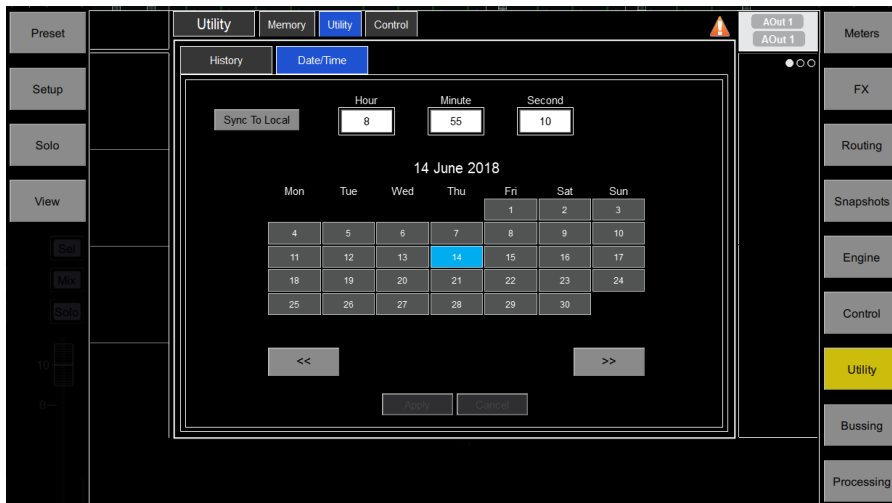 Preset
Setup
Solo
View
Sel
Mix
Solo
10
0
Utility
Memory
Utility
Control
History
Date/Time
Sync To Local
Hour
Minute
Second
8
55
10
14 June 2018
Mon Tue Wed Thu Fri Sat Sun
1 2 3
4 5 6 7 8 9 10
11 12 13 14 15 16 17
18 19 20 21 22 23 24
25 26 27 28 29 30
<< >>
Apply
Cancel
AOut 1
AOut 1
Meters
FX
Routing
Snapshots
Engine
Control
Utility
Bussing
Processing